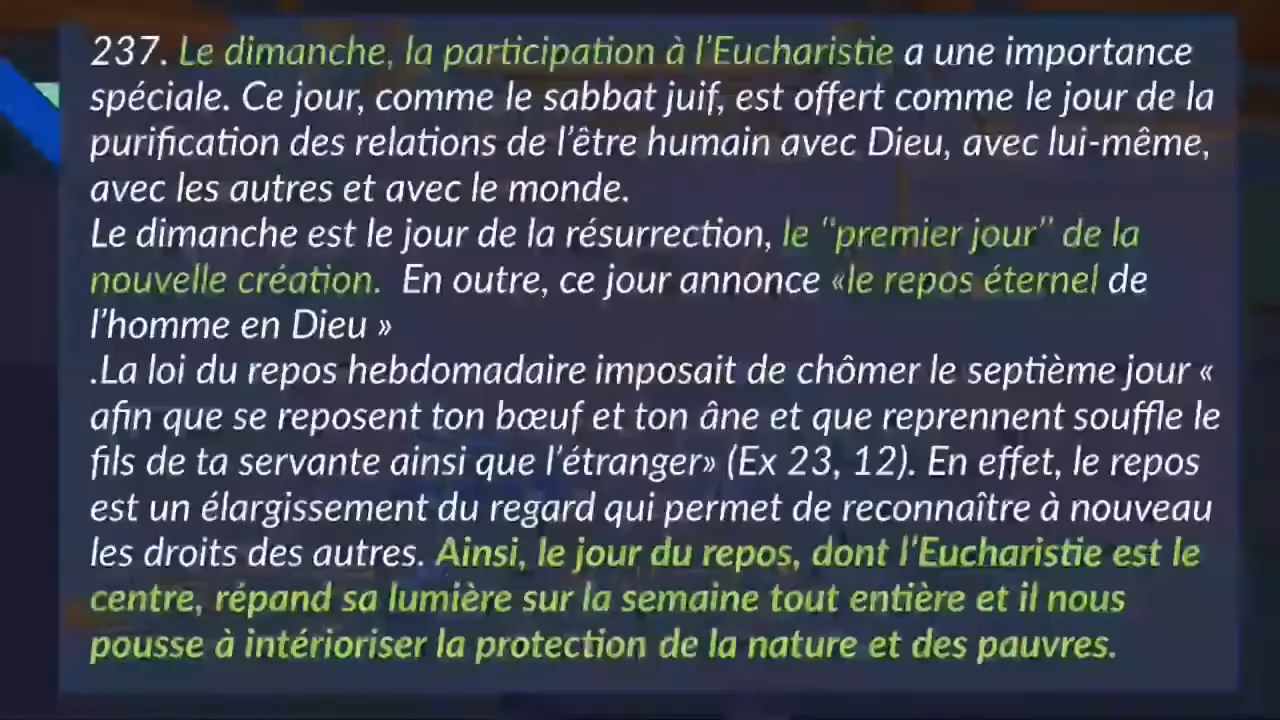 237. Le dimanche, la participation à l’Eucharistie a une importance
spéciale. Ce jour, comme le sabbat juif, est offert comme le jour de la
purification des relations de l’être humain avec Dieu, avec lui-même,
avec les autres et avec le monde.
Le dimanche est le jour de la résurrection, le “premier jour” de la
nouvelle création.  En outre, ce jour annonce «le repos éternel de
l’homme en Dieu »
.La loi du repos hebdomadaire imposait de chômer le septième jour «
afin que se reposent ton bœuf et ton âne et que reprennent souffle le
fils de ta servante ainsi que l’étranger» (Ex 23, 12). En effet, le repos
est un élargissement du regard qui permet de reconnaître à nouveau
les droits des autres. Ainsi, le jour du repos, dont l’Eucharistie est le
centre, répand sa lumière sur la semaine tout entière et il nous
pousse à intérioriser la protection de la nature et des pauvres.